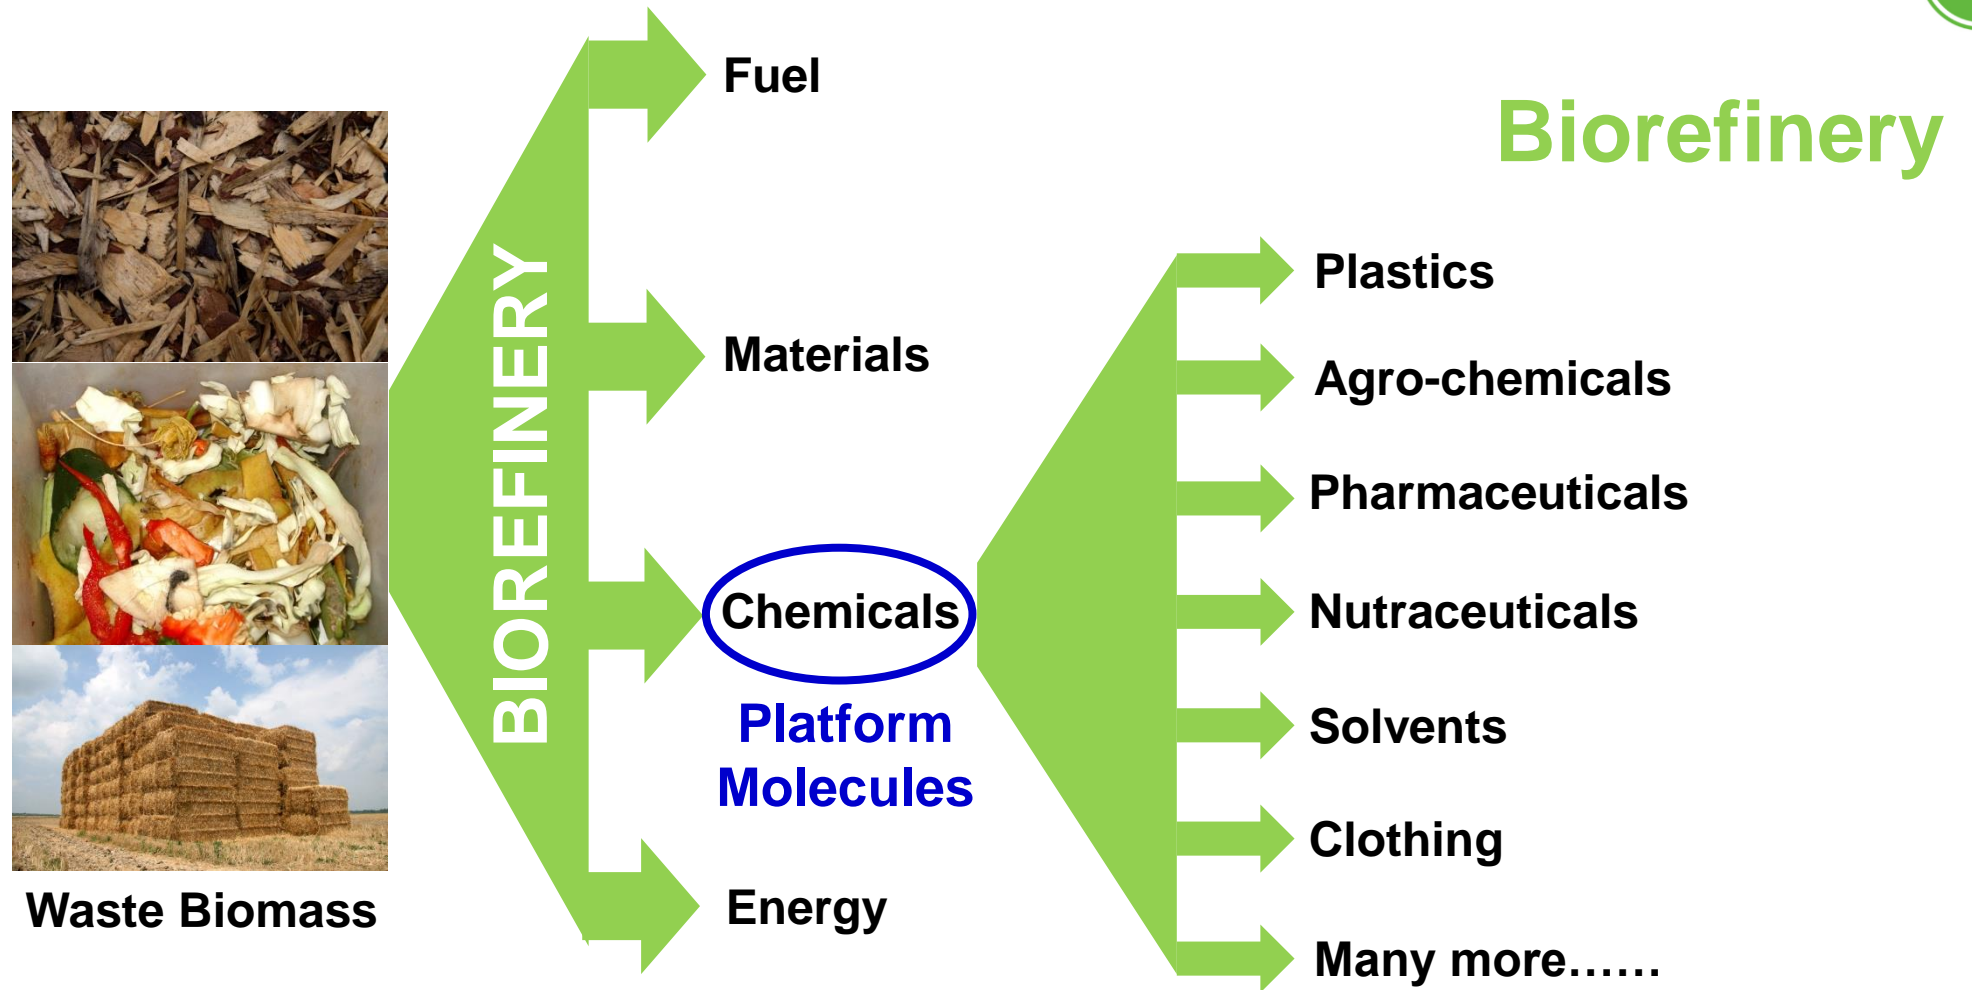 Biorefinery
BIOREFINERY
Fuel
Materials
Chemicals
Platform
Molecules
Energy
Waste Biomass
Plastics
Agro-chemicals
Pharmaceuticals
Nutraceuticals
Solvents
Clothing
Many more……